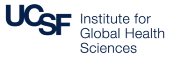 UCSF Institute for
Global Health
Sciences